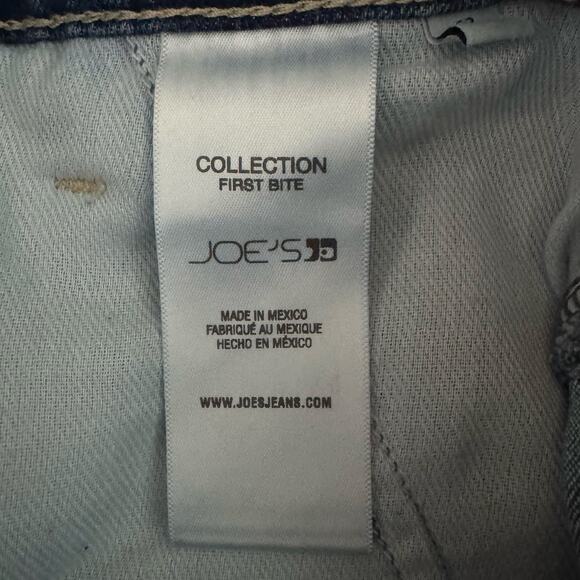 COLLECTION
FIRST BITE
JOE'S
MADE IN MEXICO
FABRIQUÉ AU MEXIQUE
HECHO EN MÉXICO
WWW.JOESJEANS.COM